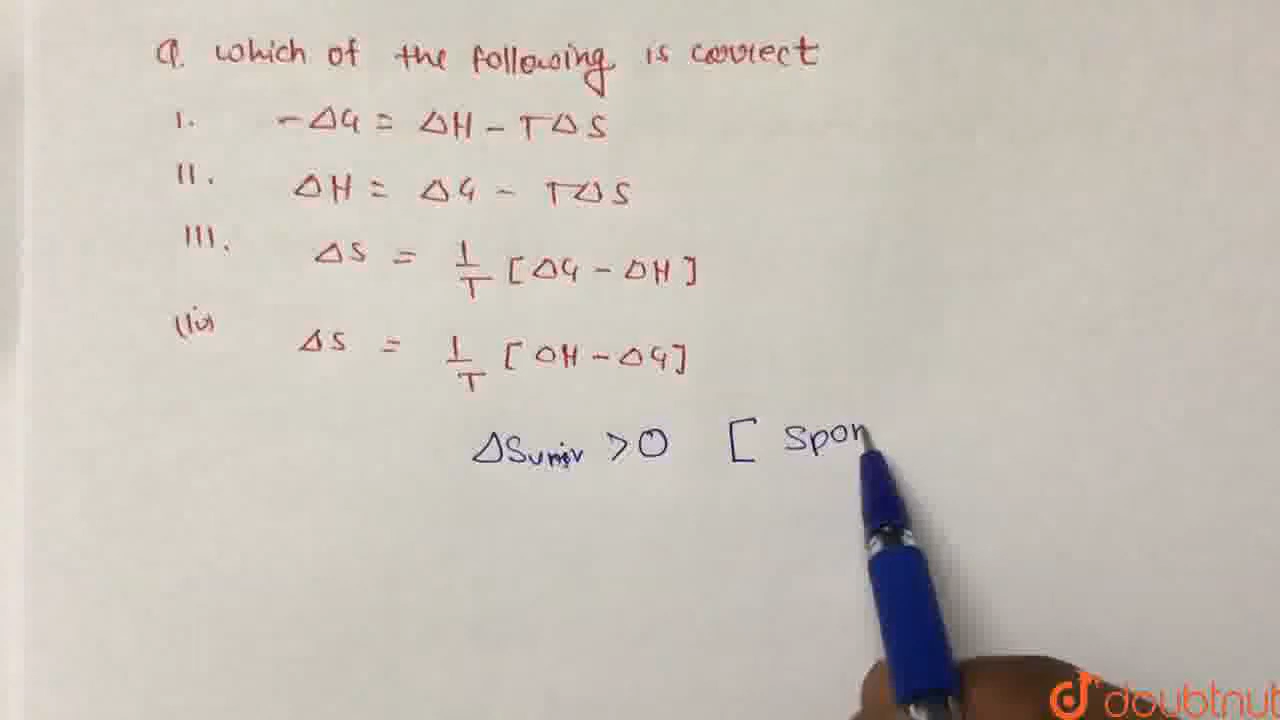 Q. which of the following is correct
I. -ΔG = ΔH - TΔS
II. ΔH = ΔG - TΔS
III. ΔS = 1/T [ΔG - ΔH]
(iv) ΔS = 1/T [ΔH - ΔG]
ΔSuniv > 0 [ Spon
doubtnut